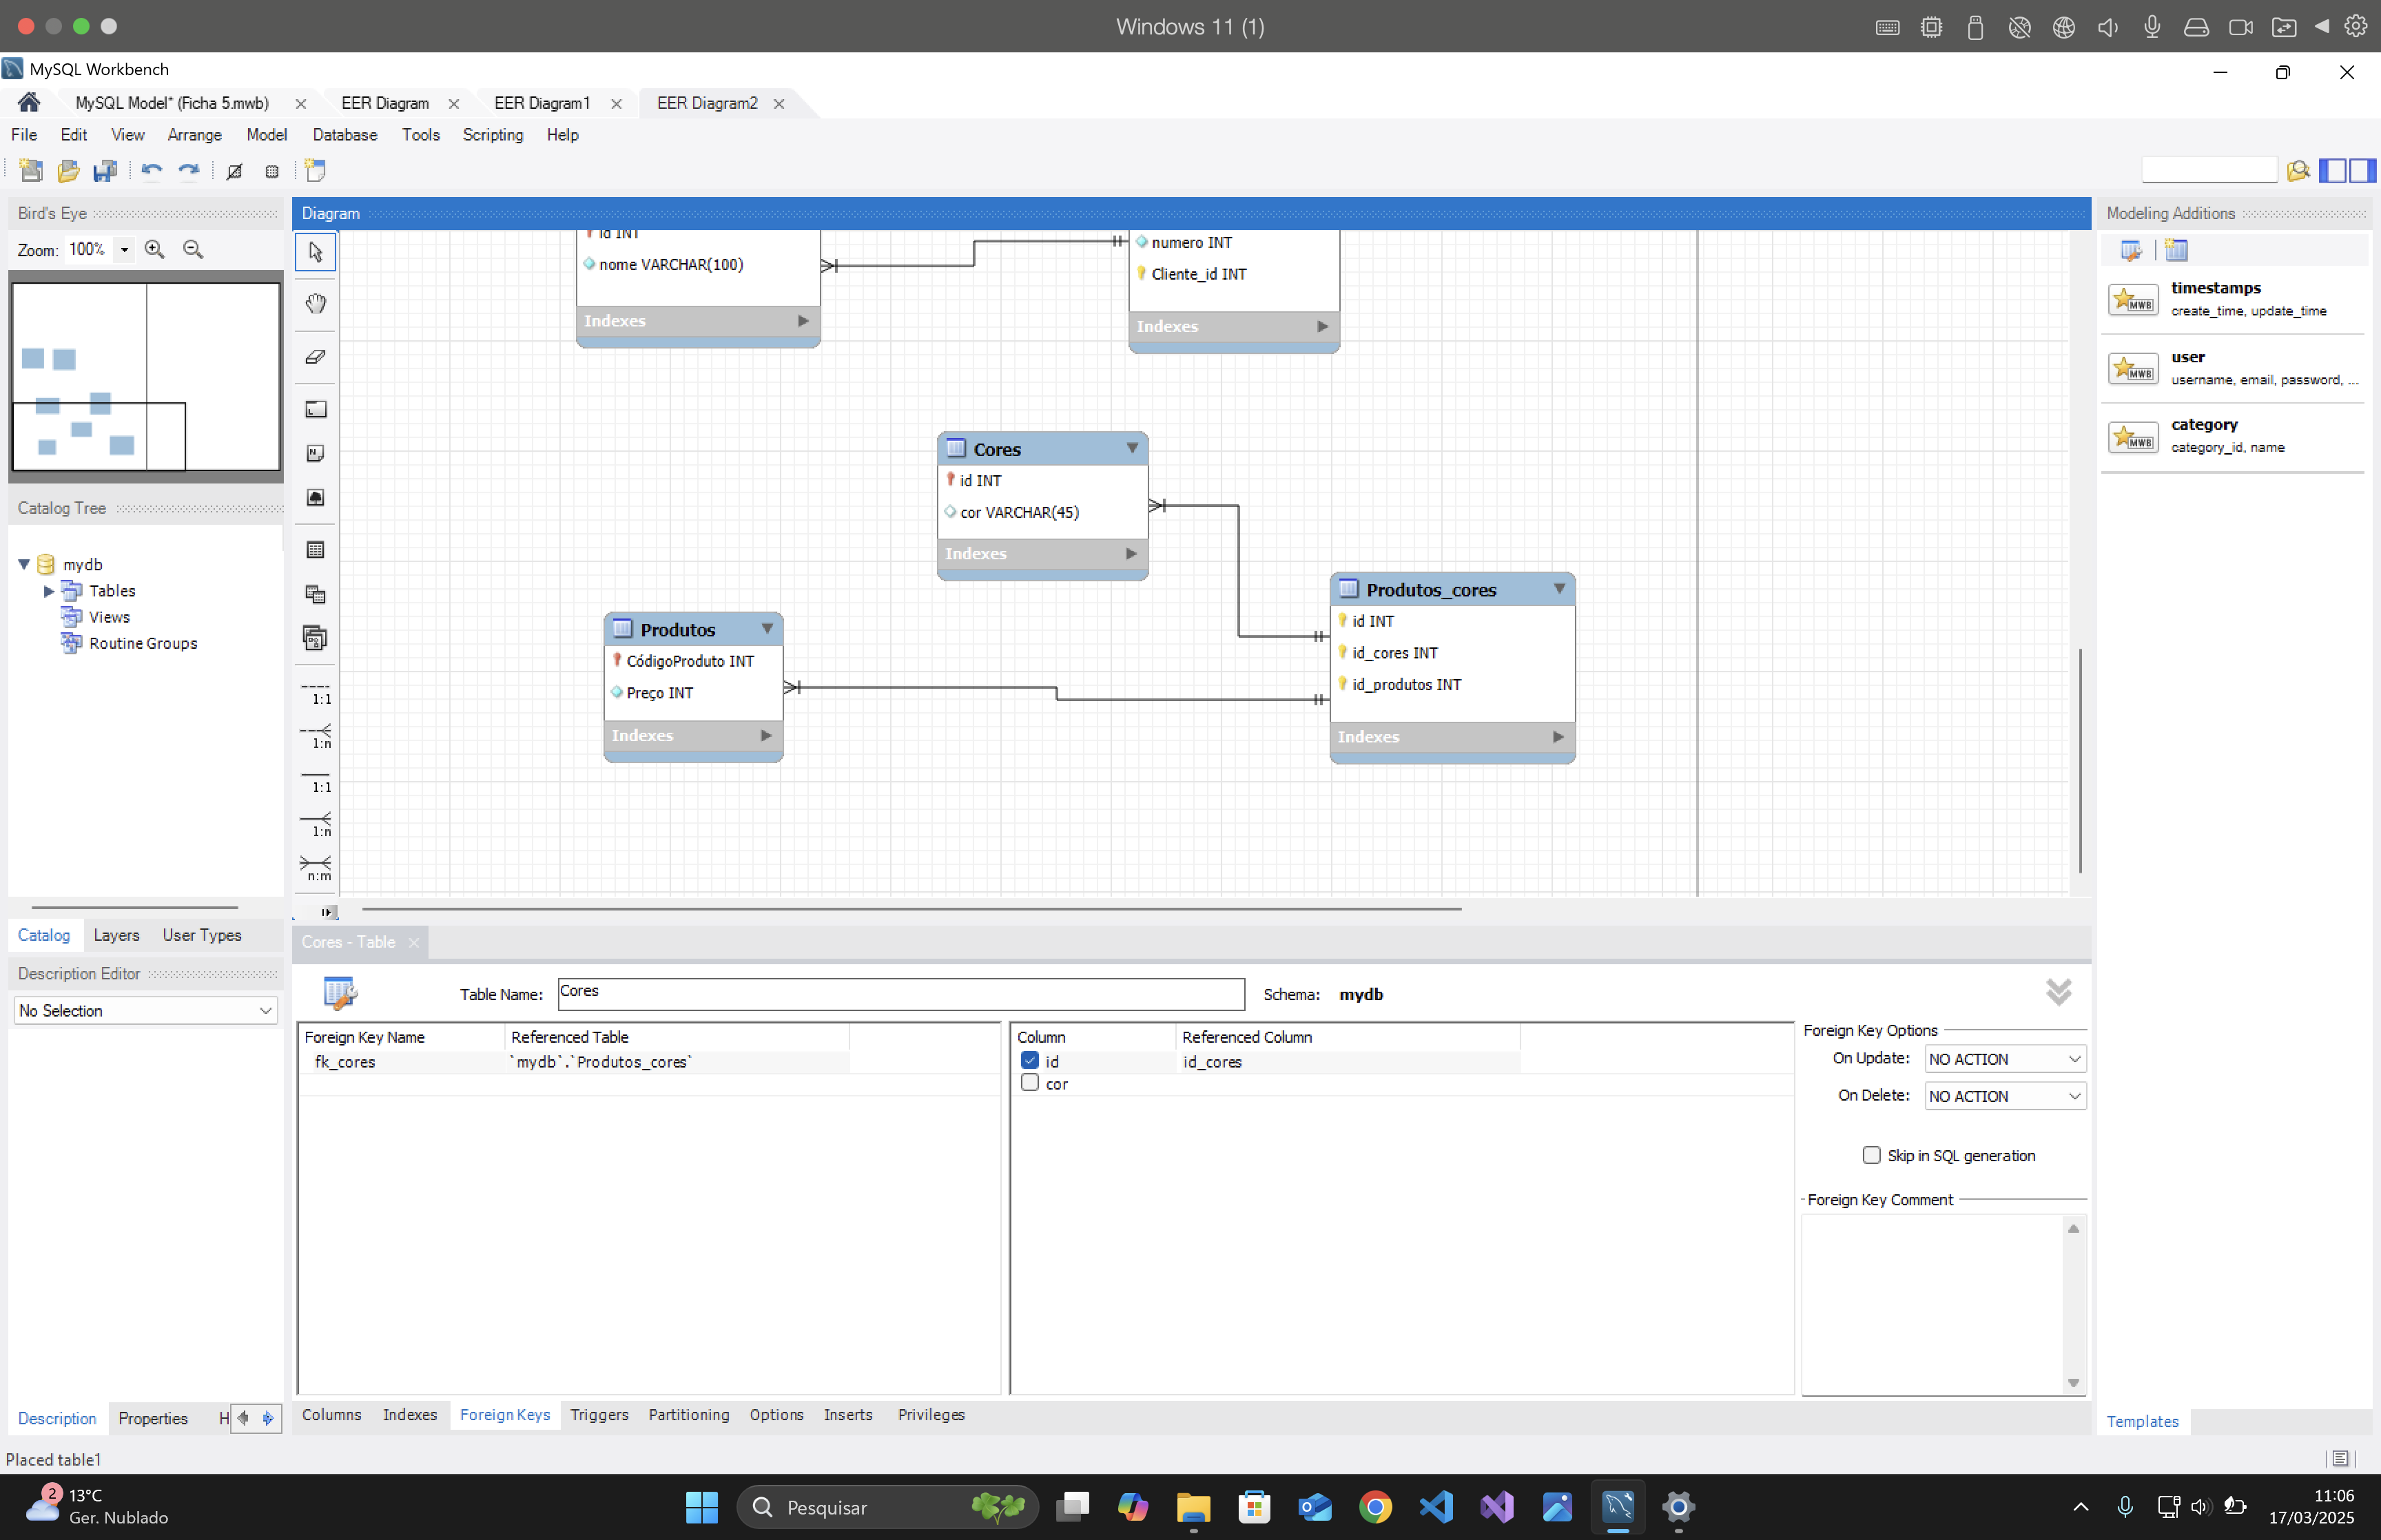 Windows 11 (1)
MySQL Workbench
MySQL Model* (Ficha 5.mwb)
EER Diagram
EER Diagram1
EER Diagram2
File Edit View Arrange Model Database Tools Scripting Help
Bird's Eye
Zoom: 100%
Catalog Tree
mydb
Tables
Views
Routine Groups
Catalog Layers User Types
Description Editor
No Selection
Description Properties H
Placed table1
Diagram
1:1
1:n
1:1
1:n
n:m
id INT
nome VARCHAR(100)
Indexes
numero INT
Cliente_id INT
Indexes
Cores
id INT
cor VARCHAR(45)
Indexes
Produtos
CódigoProduto INT
Preço INT
Indexes
Produtos_cores
id INT
id_cores INT
id_produtos INT
Indexes
Cores - Table
Table Name: Cores
Schema: mydb
Foreign Key Name Referenced Table
fk_cores `mydb`.`Produtos_cores`
Column Referenced Column
id id_cores
cor
Foreign Key Options
On Update: NO ACTION
On Delete: NO ACTION
Skip in SQL generation
Foreign Key Comment
Columns Indexes Foreign Keys Triggers Partitioning Options Inserts Privileges
Modeling Additions
MWB
timestamps
create_time, update_time
MWB
user
username, email, password, ...
MWB
category
category_id, name
Templates
2
13°C
Ger. Nublado
Pesquisar
11:06
17/03/2025